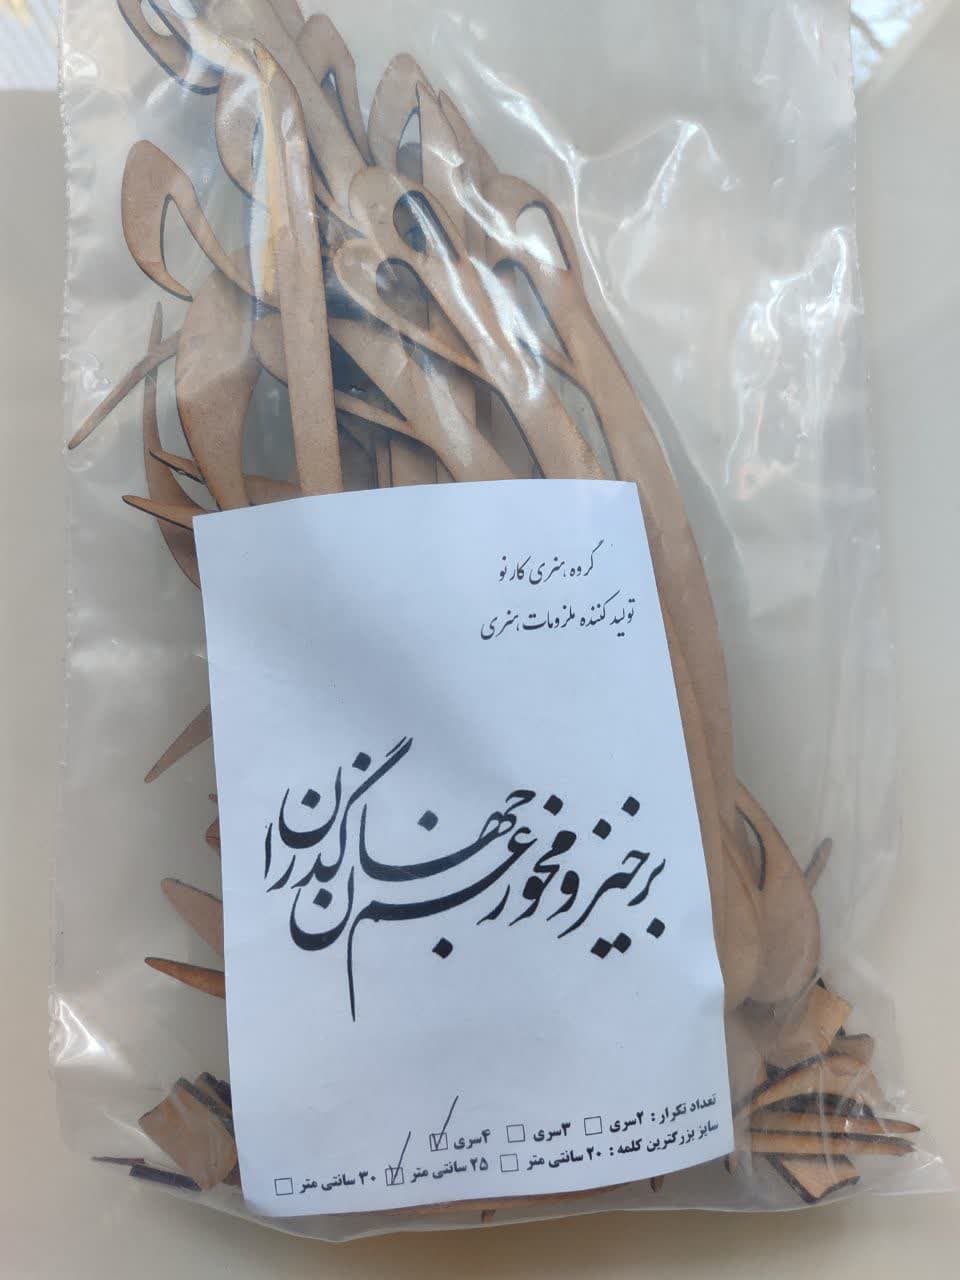 گروه هنری کارنو
تولید کننده ملزومات هنری
برخیز و مخور غم جهان گذران
تعداد تکرار : ۲سری ☐ ۳سری ☐ ۴سری ☑
سایز بزرگترین کلمه : ۲۰ سانتی متر ☐ ۲۵ سانتی متر ☑ ۳۰ سانتی متر ☐